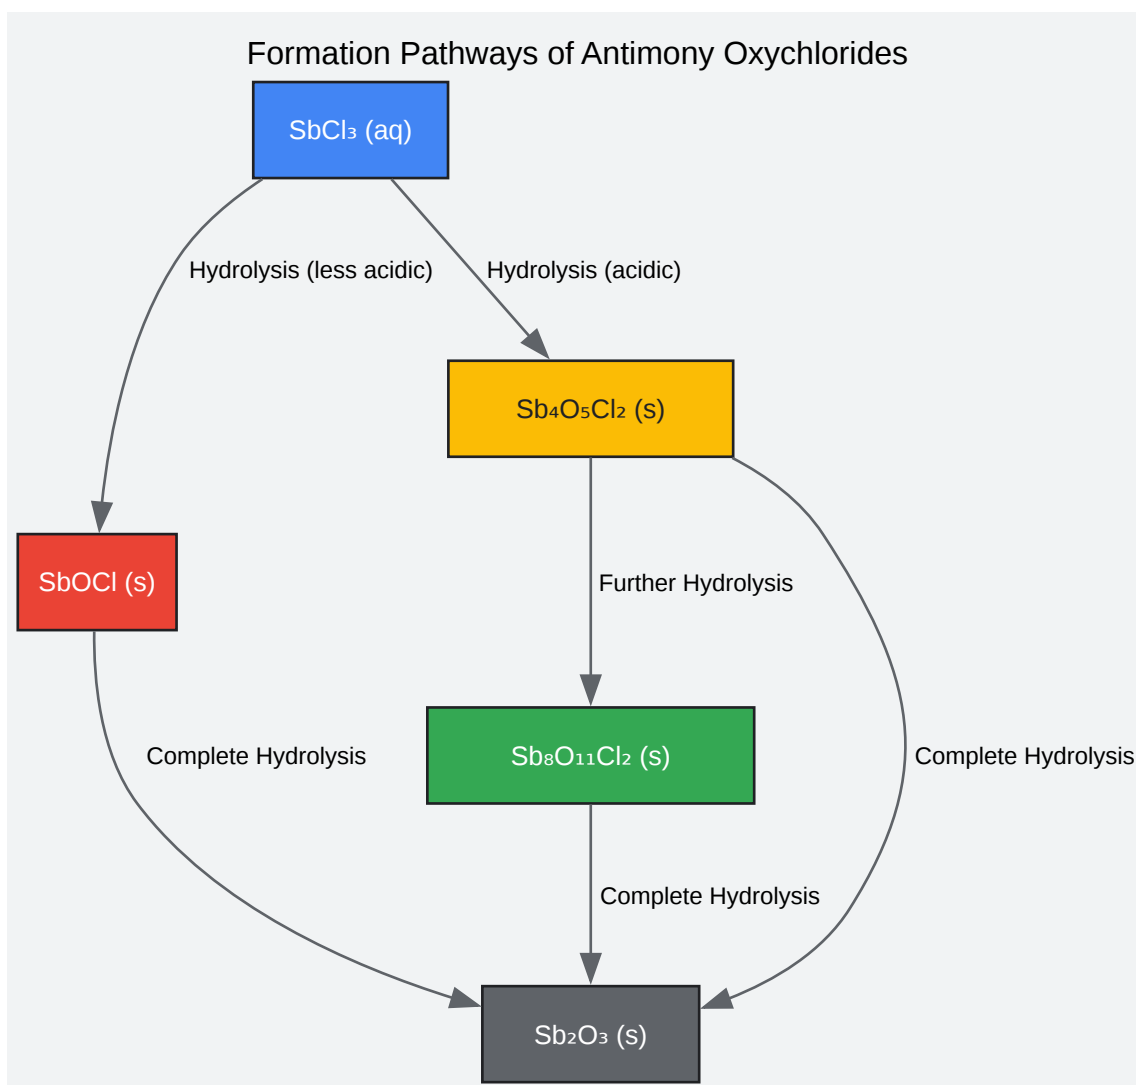 Formation Pathways of Antimony Oxychlorides
SbCl₃ (aq)
Hydrolysis (less acidic)
Hydrolysis (acidic)
Sb₄O₅Cl₂ (s)
SbOCl (s)
Further Hydrolysis
Complete Hydrolysis
Sb₈O₁₁Cl₂ (s)
Complete Hydrolysis
Complete Hydrolysis
Sb₂O₃ (s)